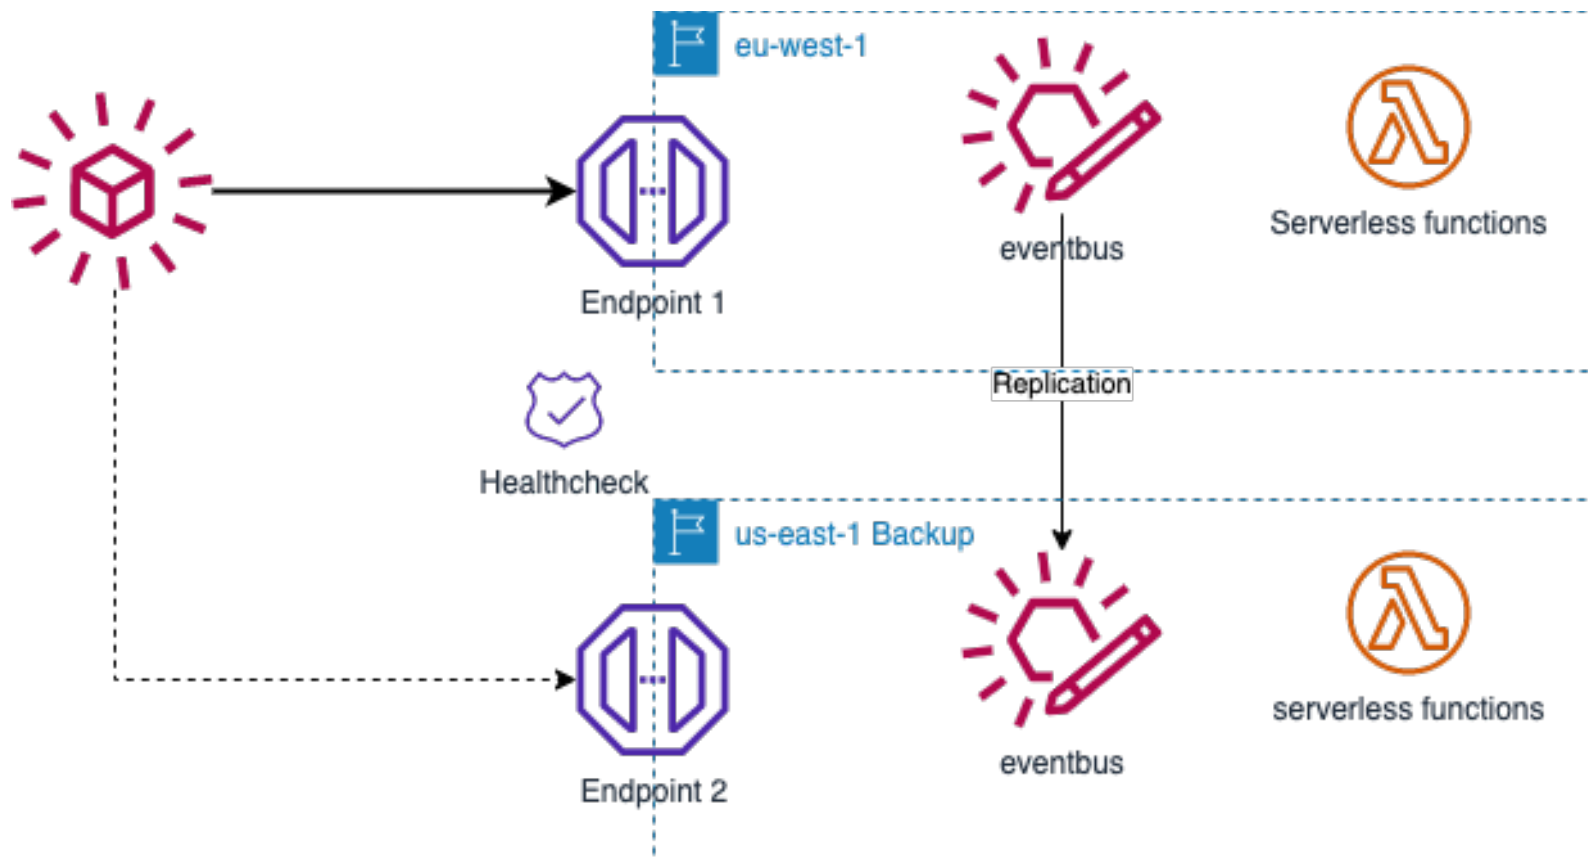 eu-west-1
Serverless functions
eventbus
Endpoint 1
Replication
Healthcheck
us-east-1 Backup
serverless functions
eventbus
Endpoint 2